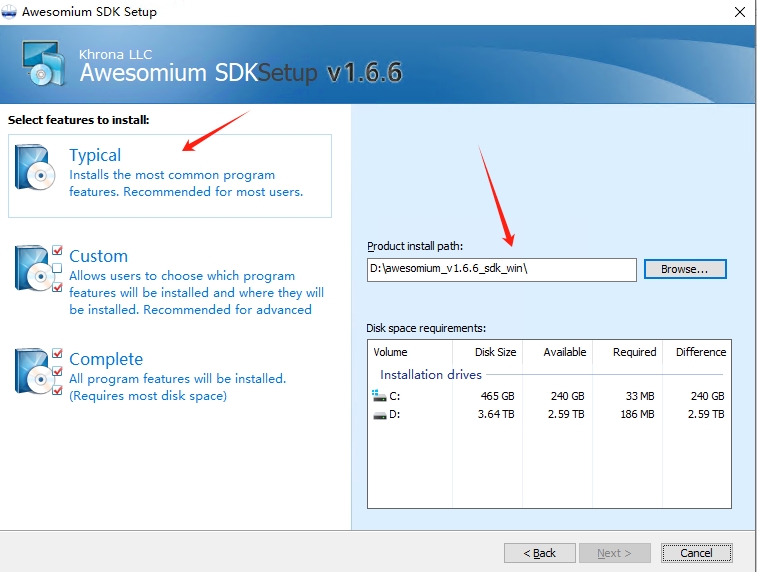 Awesomium SDK Setup
Khrona LLC
Awesomium SDKSetup v1.6.6
Select features to install:
Typical
Installs the most common program
features. Recommended for most users.
Custom
Allows users to choose which program
features will be installed and where they will
be installed. Recommended for advanced
Complete
All program features will be installed.
(Requires most disk space)
Product install path:
D:\awesomium_v1.6.6_sdk_win\
Browse...
Disk space requirements:
Volume Disk Size Available Required Difference
Installation drives
C: 465 GB 240 GB 33 MB 240 GB
D: 3.64 TB 2.59 TB 186 MB 2.59 TB
< Back Next > Cancel